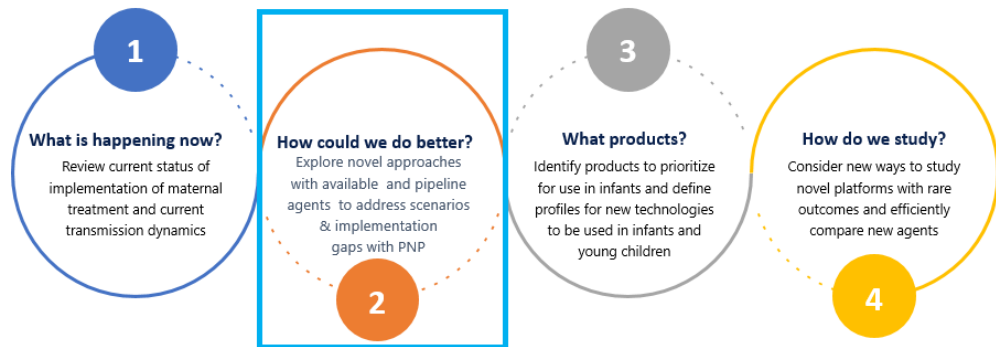 1
What is happening now?
Review current status of
implementation of maternal
treatment and current
transmission dynamics
How could we do better?
Explore novel approaches
with available and pipeline
agents to address scenarios
& implementation
gaps with PNP
2
3
What products?
Identify products to prioritize
for use in infants and define
profiles for new technologies
to be used in infants and
young children
How do we study?
Consider new ways to study
novel platforms with rare
outcomes and efficiently
compare new agents
4